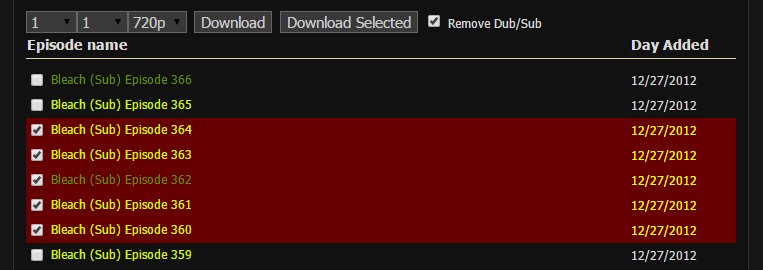 1 1 720p Download Download Selected Remove Dub/Sub
Episode name Day Added
Bleach (Sub) Episode 366 12/27/2012
Bleach (Sub) Episode 365 12/27/2012
Bleach (Sub) Episode 364 12/27/2012
Bleach (Sub) Episode 363 12/27/2012
Bleach (Sub) Episode 362 12/27/2012
Bleach (Sub) Episode 361 12/27/2012
Bleach (Sub) Episode 360 12/27/2012
Bleach (Sub) Episode 359 12/27/2012